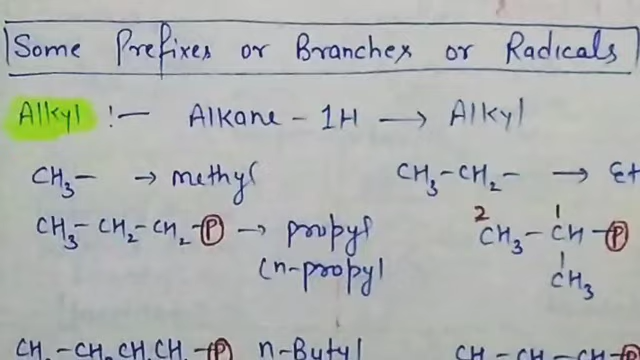 Some Prefixes or Branches or Radicals
Alkyl :- Alkane - 1H → Alkyl
CH3- → methyl CH3-CH2- → Et
CH3-CH2-CH2-P → propyl
(n-propyl
2 1
CH3-CH-P
CH3
n-Butyl